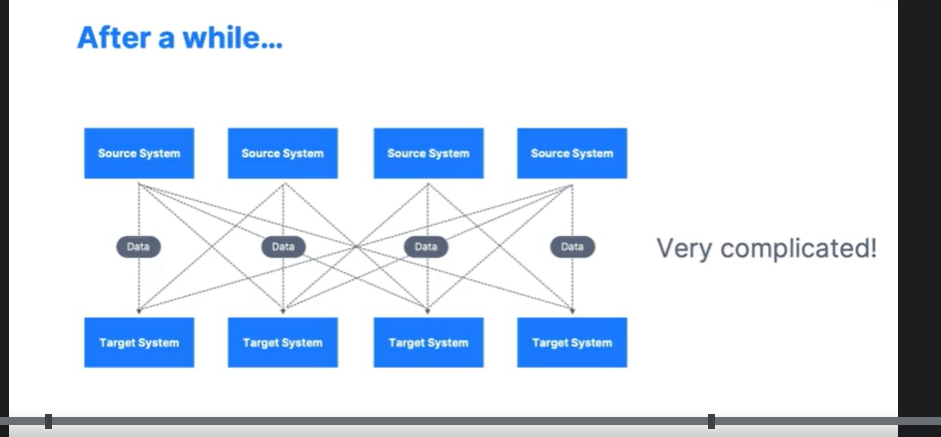 After a while...
Source System
Source System
Source System
Source System
Data
Data
Data
Data
Very complicated!
Target System
Target System
Target System
Target System